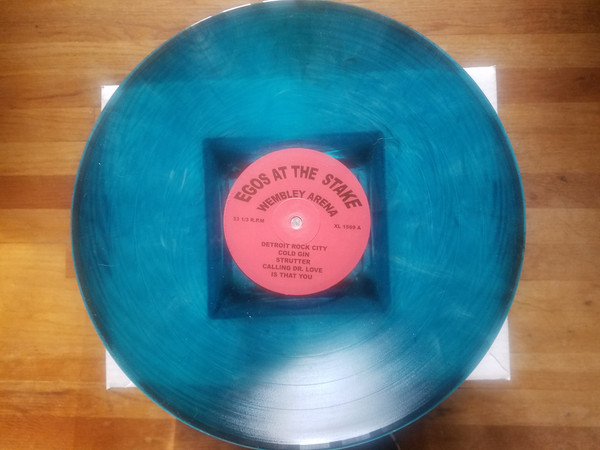 EGOS AT THE STAKE
WEMBLEY ARENA
33 1/3 R.P.M SL 1588 A
DETROIT ROCK CITY
COLD GIN
STRUTTER
CALLING DR. LOVE
IS THAT YOU